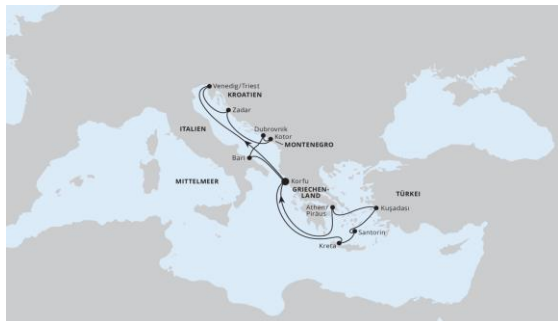 Venedig/Triest
KROATIEN
Zadar
ITALIEN
Dubrovnik
Kotor
MONTENEGRO
Bari
MITTELMEER
Korfu
GRIECHEN-
LAND
TÜRKEI
Athen/
Piräus
Kuşadası
Santorin
Kreta